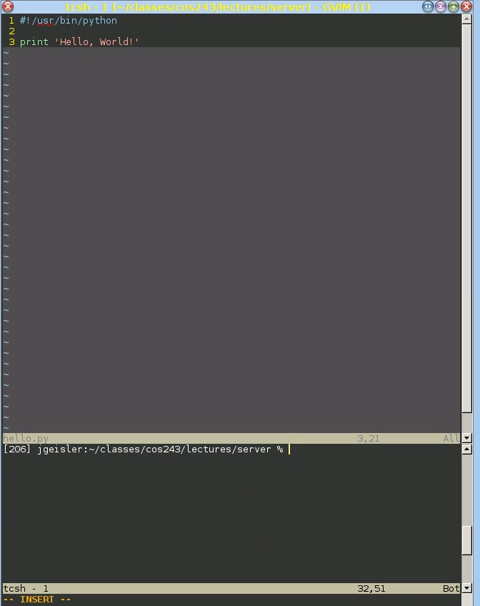 tcsh - 1 (~/classes/cos243/lectures/server) - GVIM (1)
1 #!/usr/bin/python
2
3 print 'Hello, World!'
hello.py 3,21 All
[206] jgeisler:~/classes/cos243/lectures/server %
tcsh - 1 32,51 Bot
-- INSERT --